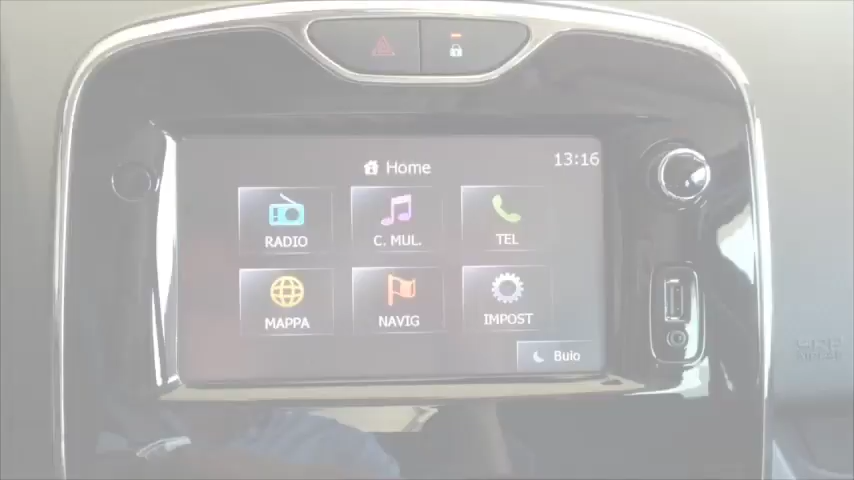 Home
13:16
RADIO
C. MUL.
TEL
MAPPA
NAVIG
IMPOST
Buio